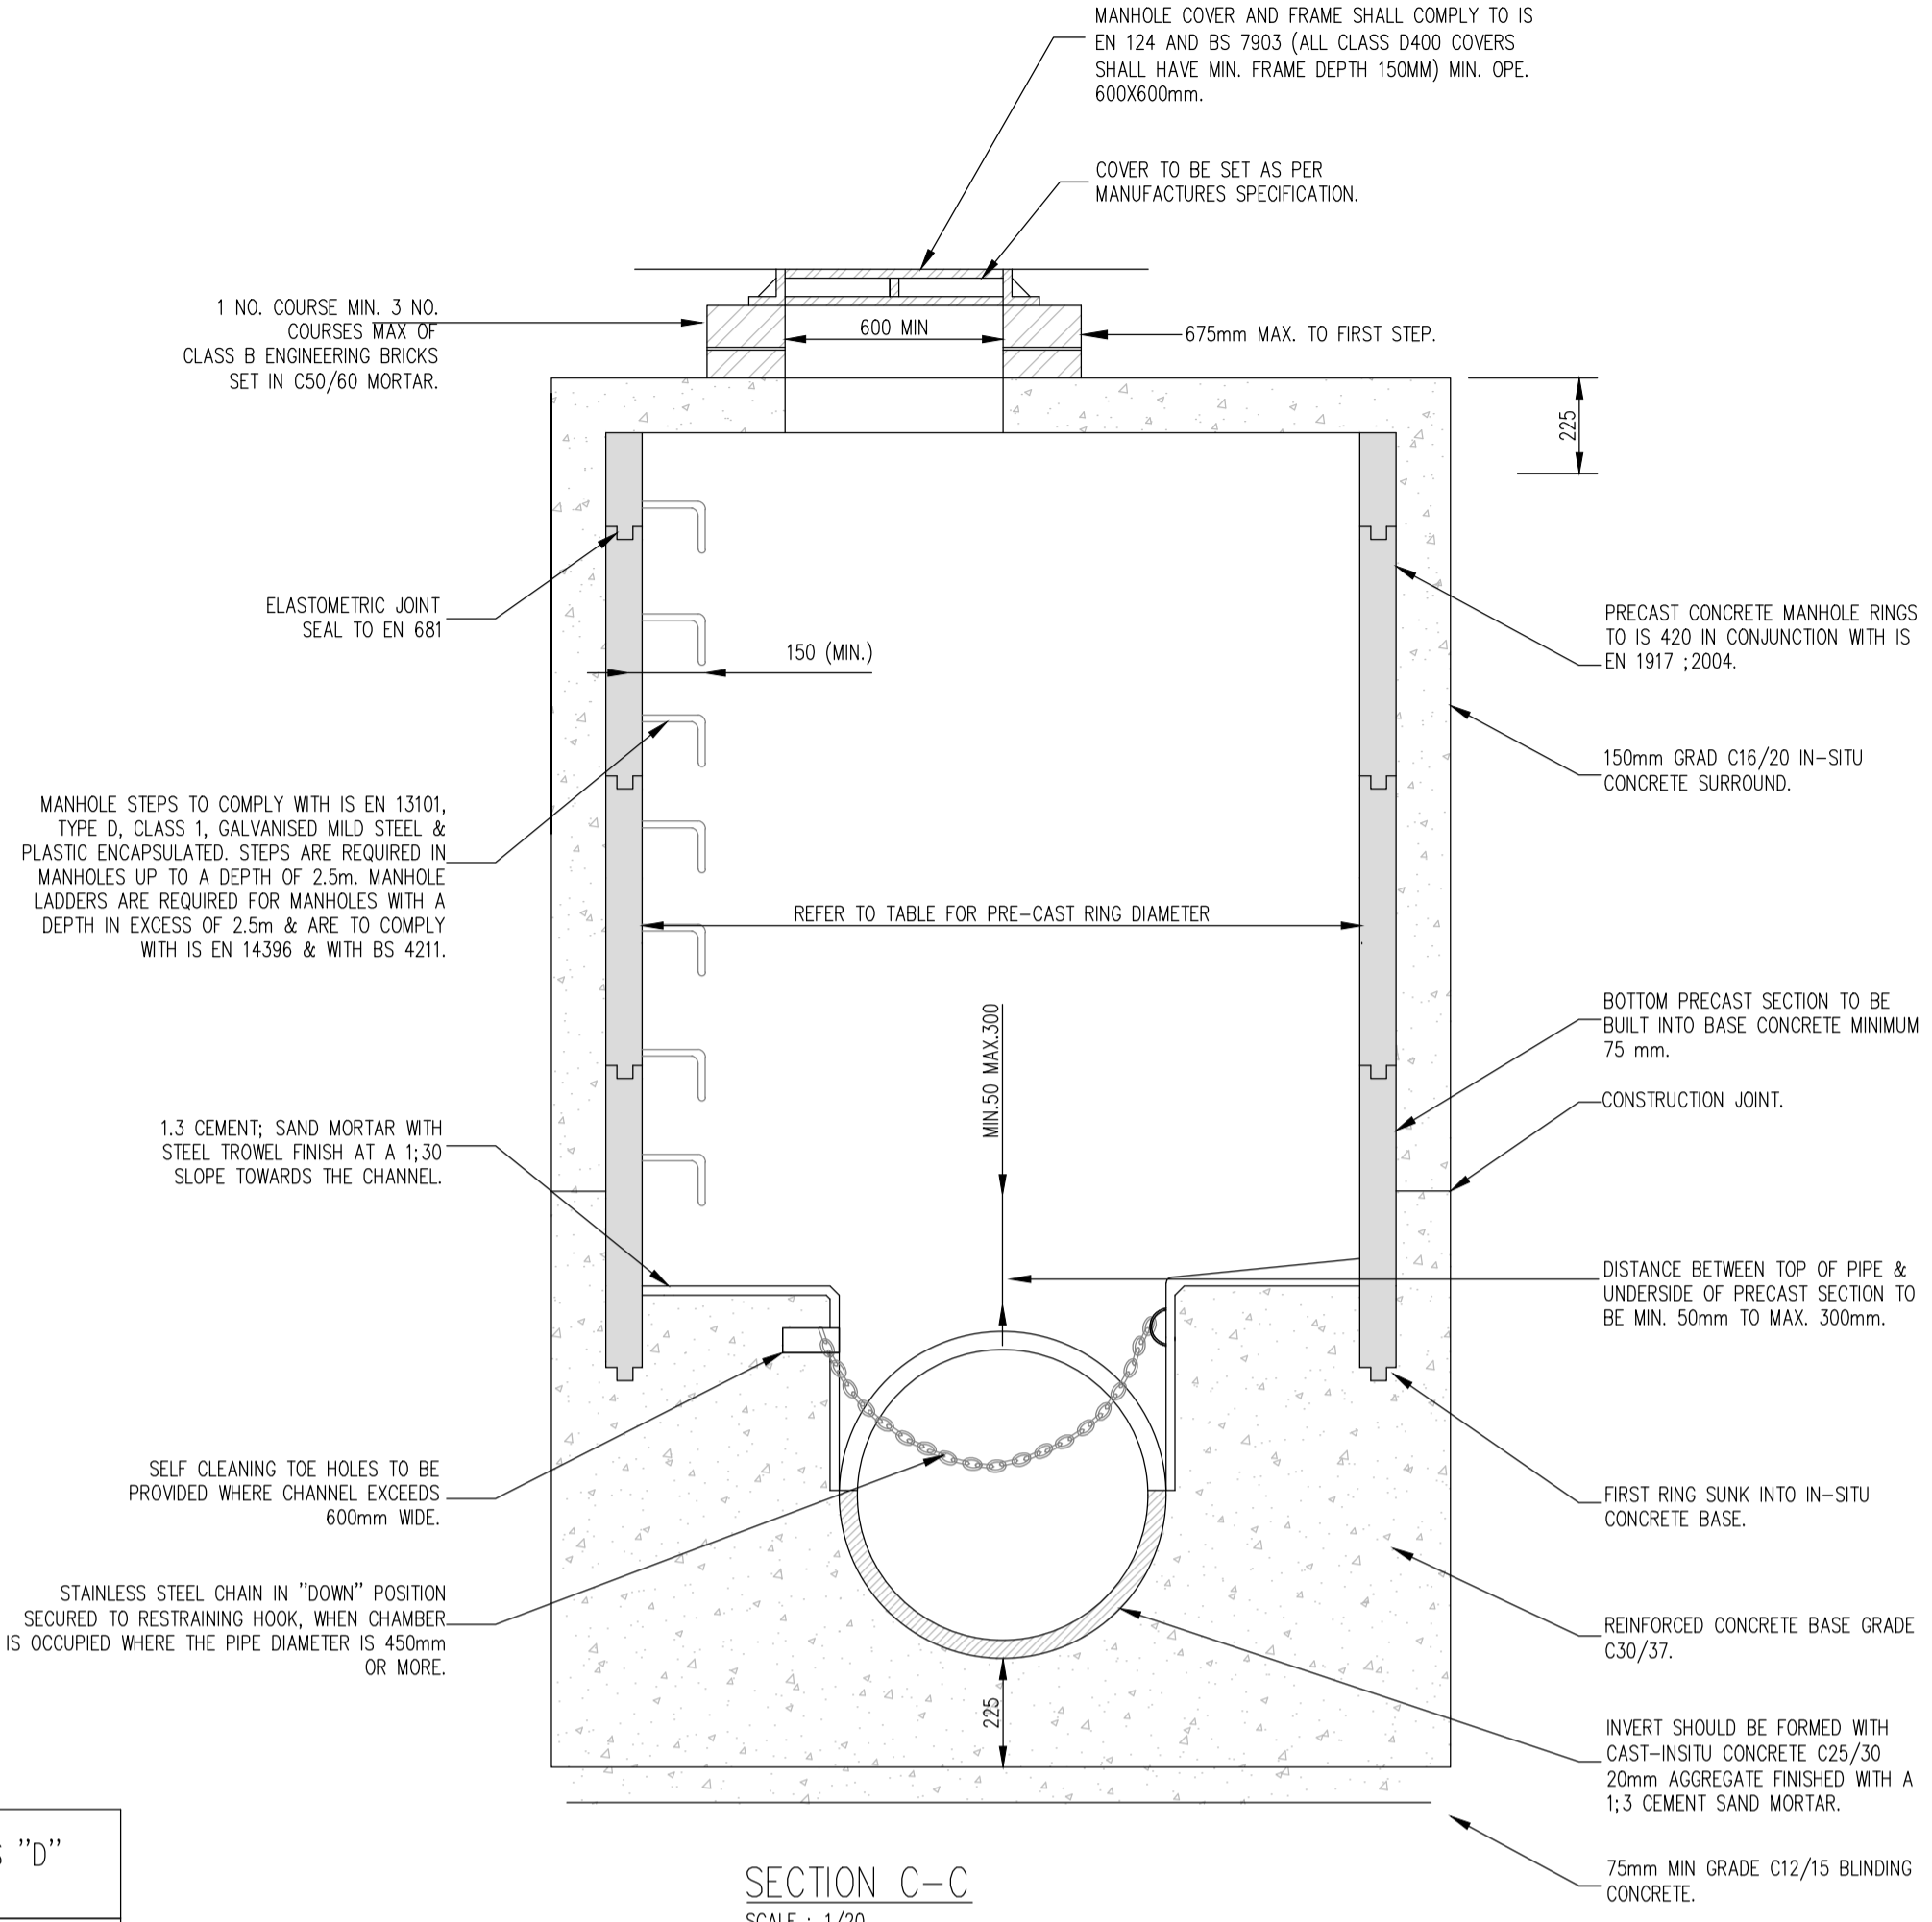 MANHOLE COVER AND FRAME SHALL COMPLY TO IS
EN 124 AND BS 7903 (ALL CLASS D400 COVERS
SHALL HAVE MIN. FRAME DEPTH 150MM) MIN. OPE.
600X600mm.
COVER TO BE SET AS PER
MANUFACTURES SPECIFICATION.
1 NO. COURSE MIN. 3 NO.
COURSES MAX OF
CLASS B ENGINEERING BRICKS
SET IN C50/60 MORTAR.
600 MIN
675mm MAX. TO FIRST STEP.
225
ELASTOMETRIC JOINT
SEAL TO EN 681
150 (MIN.)
PRECAST CONCRETE MANHOLE RINGS
TO IS 420 IN CONJUNCTION WITH IS
EN 1917 ;2004.
150mm GRAD C16/20 IN-SITU
CONCRETE SURROUND.
MANHOLE STEPS TO COMPLY WITH IS EN 13101,
TYPE D, CLASS 1, GALVANISED MILD STEEL &
PLASTIC ENCAPSULATED. STEPS ARE REQUIRED IN
MANHOLES UP TO A DEPTH OF 2.5m. MANHOLE
LADDERS ARE REQUIRED FOR MANHOLES WITH A
DEPTH IN EXCESS OF 2.5m & ARE TO COMPLY
WITH IS EN 14396 & WITH BS 4211.
REFER TO TABLE FOR PRE-CAST RING DIAMETER
MIN.50 MAX.300
BOTTOM PRECAST SECTION TO BE
BUILT INTO BASE CONCRETE MINIMUM
75 mm.
CONSTRUCTION JOINT.
1.3 CEMENT; SAND MORTAR WITH
STEEL TROWEL FINISH AT A 1;30
SLOPE TOWARDS THE CHANNEL.
DISTANCE BETWEEN TOP OF PIPE &
UNDERSIDE OF PRECAST SECTION TO
BE MIN. 50mm TO MAX. 300mm.
SELF CLEANING TOE HOLES TO BE
PROVIDED WHERE CHANNEL EXCEEDS
600mm WIDE.
FIRST RING SUNK INTO IN-SITU
CONCRETE BASE.
STAINLESS STEEL CHAIN IN "DOWN" POSITION
SECURED TO RESTRAINING HOOK, WHEN CHAMBER
IS OCCUPIED WHERE THE PIPE DIAMETER IS 450mm
OR MORE.
REINFORCED CONCRETE BASE GRADE
C30/37.
225
INVERT SHOULD BE FORMED WITH
CAST-INSITU CONCRETE C25/30
20mm AGGREGATE FINISHED WITH A
1;3 CEMENT SAND MORTAR.
75mm MIN GRADE C12/15 BLINDING
CONCRETE.
"D"
SECTION C-C
SCALE : 1/20